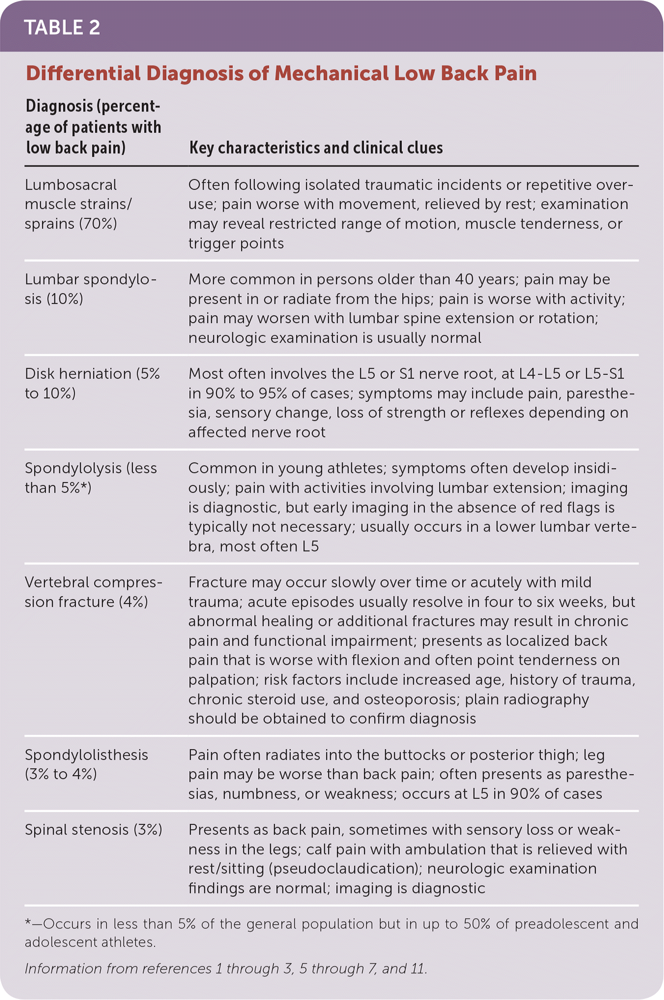 TABLE 2
Differential Diagnosis of Mechanical Low Back Pain
Diagnosis (percent-
age of patients with
low back pain)
Key characteristics and clinical clues
Lumbosacral
muscle strains/
sprains (70%)
Often following isolated traumatic incidents or repetitive over-
use; pain worse with movement, relieved by rest; examination
may reveal restricted range of motion, muscle tenderness, or
trigger points
Lumbar spondylo-
sis (10%)
More common in persons older than 40 years; pain may be
present in or radiate from the hips; pain is worse with activity;
pain may worsen with lumbar spine extension or rotation;
neurologic examination is usually normal
Disk herniation (5%
to 10%)
Most often involves the L5 or S1 nerve root, at L4-L5 or L5-S1
in 90% to 95% of cases; symptoms may include pain, paresthe-
sia, sensory change, loss of strength or reflexes depending on
affected nerve root
Spondylolysis (less
than 5%*)
Common in young athletes; symptoms often develop insidi-
ously; pain with activities involving lumbar extension; imaging
is diagnostic, but early imaging in the absence of red flags is
typically not necessary; usually occurs in a lower lumbar verte-
bra, most often L5
Vertebral compres-
sion fracture (4%)
Fracture may occur slowly over time or acutely with mild
trauma; acute episodes usually resolve in four to six weeks, but
abnormal healing or additional fractures may result in chronic
pain and functional impairment; presents as localized back
pain that is worse with flexion and often point tenderness on
palpation; risk factors include increased age, history of trauma,
chronic steroid use, and osteoporosis; plain radiography
should be obtained to confirm diagnosis
Spondylolisthesis
(3% to 4%)
Pain often radiates into the buttocks or posterior thigh; leg
pain may be worse than back pain; often presents as paresthe-
sias, numbness, or weakness; occurs at L5 in 90% of cases
Spinal stenosis (3%)
Presents as back pain, sometimes with sensory loss or weak-
ness in the legs; calf pain with ambulation that is relieved with
rest/sitting (pseudoclaudication); neurologic examination
findings are normal; imaging is diagnostic
*—Occurs in less than 5% of the general population but in up to 50% of preadolescent and
adolescent athletes.
Information from references 1 through 3, 5 through 7, and 11.